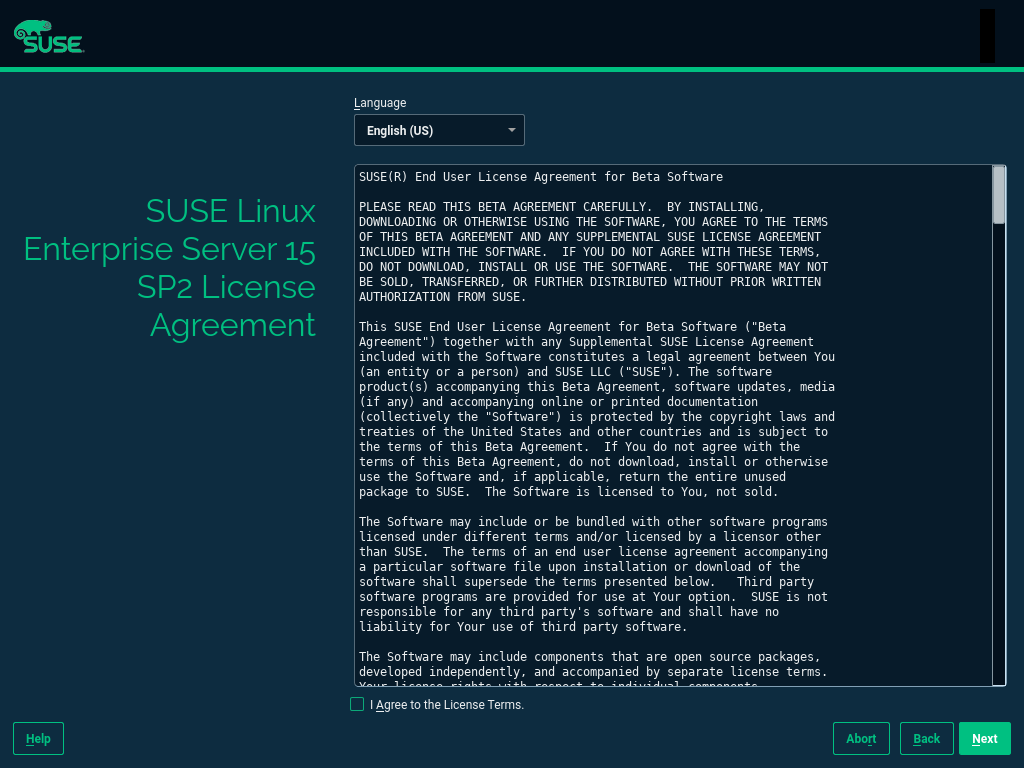 SUSE
Language
English (US)
SUSE Linux
Enterprise Server 15
SP2 License
Agreement
SUSE(R) End User License Agreement for Beta Software
PLEASE READ THIS BETA AGREEMENT CAREFULLY.  BY INSTALLING,
DOWNLOADING OR OTHERWISE USING THE SOFTWARE, YOU AGREE TO THE TERMS
OF THIS BETA AGREEMENT AND ANY SUPPLEMENTAL SUSE LICENSE AGREEMENT
INCLUDED WITH THE SOFTWARE.  IF YOU DO NOT AGREE WITH THESE TERMS,
DO NOT DOWNLOAD, INSTALL OR USE THE SOFTWARE.  THE SOFTWARE MAY NOT
BE SOLD, TRANSFERRED, OR FURTHER DISTRIBUTED WITHOUT PRIOR WRITTEN
AUTHORIZATION FROM SUSE.
This SUSE End User License Agreement for Beta Software ("Beta
Agreement") together with any Supplemental SUSE License Agreement
included with the Software constitutes a legal agreement between You
(an entity or a person) and SUSE LLC ("SUSE"). The software
product(s) accompanying this Beta Agreement, software updates, media
(if any) and accompanying online or printed documentation
(collectively the "Software") is protected by the copyright laws and
treaties of the United States and other countries and is subject to
the terms of this Beta Agreement.  If You do not agree with the
terms of this Beta Agreement, do not download, install or otherwise
use the Software and, if applicable, return the entire unused
package to SUSE.  The Software is licensed to You, not sold.
The Software may include or be bundled with other software programs
licensed under different terms and/or licensed by a licensor other
than SUSE.  The terms of an end user license agreement accompanying
a particular software file upon installation or download of the
software shall supersede the terms presented below.   Third party
software programs are provided for use at Your option.  SUSE is not
responsible for any third party's software and shall have no
liability for Your use of third party software.
The Software may include components that are open source packages,
developed independently, and accompanied by separate license terms.
Your license rights with respect to individual components
I Agree to the License Terms.
Help
Abort
Back
Next